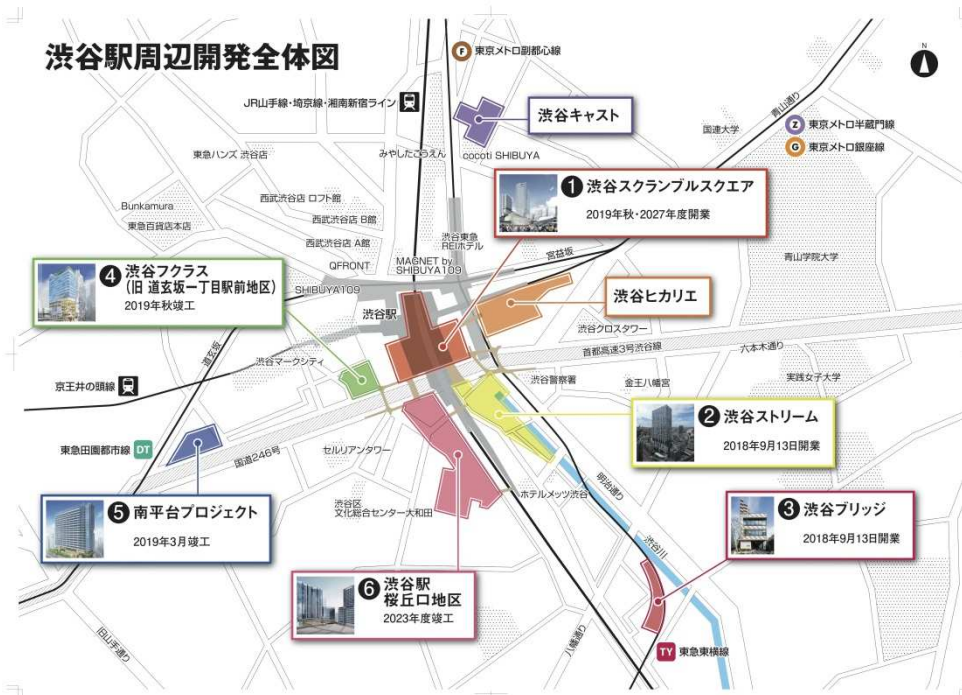 渋谷駅周辺開発全体図
F 東京メトロ副都心線
N
JR山手線・埼京線・湘南新宿ライン
渋谷キャスト
青山通り
国連大学
Z 東京メトロ半蔵門線
G 東京メトロ銀座線
東急ハンズ 渋谷店
みやしたこうえん
cocoti SHIBUYA
1 渋谷スクランブルスクエア
2019年秋・2027年度開業
Bunkamura
東急百貨店本店
西武渋谷店 ロフト館
西武渋谷店 B館
西武渋谷店 A館
渋谷東急
REIホテル
宮益坂
青山学院大学
QFRONT
MAGNET by
SHIBUYA109
SHIBUYA109
4 渋谷フクラス
(旧 道玄坂一丁目駅前地区)
2019年秋竣工
渋谷駅
渋谷ヒカリエ
渋谷クロスタワー
首都高速3号渋谷線
六本木通り
道玄坂
渋谷マークシティ
京王井の頭線
渋谷警察署
金王八幡宮
実践女子大学
2 渋谷ストリーム
2018年9月13日開業
東急田園都市線 DT
国道246号
セルリアンタワー
渋谷区
文化総合センター大和田
ホテルメッツ渋谷
明治通り
5 南平台プロジェクト
2019年3月竣工
3 渋谷ブリッジ
2018年9月13日開業
渋谷川
6 渋谷駅
桜丘口地区
2023年度竣工
旧山手通り
八幡通り
TY 東急東横線